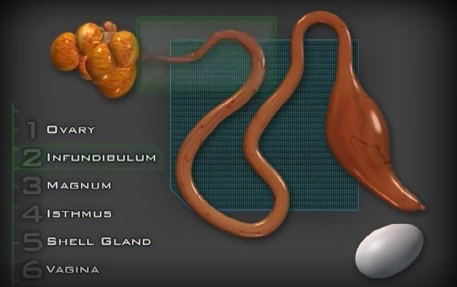 1 Ovary
2 Infundibulum
3 Magnum
4 Isthmus
5 Shell Gland
6 Vagina